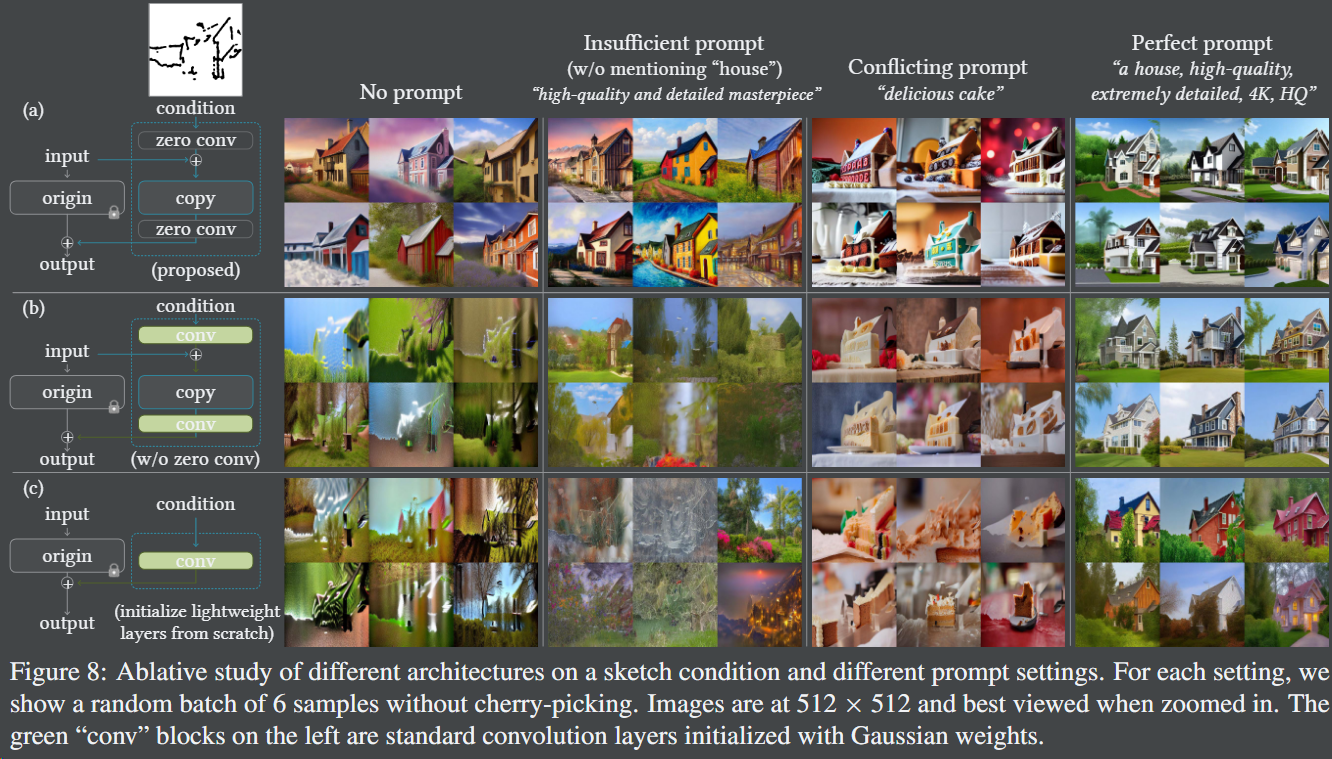 condition
No prompt
Insufficient prompt
(w/o mentioning “house”)
“high-quality and detailed masterpiece”
Conflicting prompt
“delicious cake”
Perfect prompt
“a house, high-quality,
extremely detailed, 4K, HQ”
(a)
zero conv
input
+
origin
copy
zero conv
+
output
(proposed)
(b)
condition
conv
input
+
origin
copy
conv
+
output
(w/o zero conv)
(c)
input
condition
origin
conv
+
output
(initialize lightweight
layers from scratch)
Figure 8: Ablative study of different architectures on a sketch condition and different prompt settings. For each setting, we
show a random batch of 6 samples without cherry-picking. Images are at 512 × 512 and best viewed when zoomed in. The
green “conv” blocks on the left are standard convolution layers initialized with Gaussian weights.